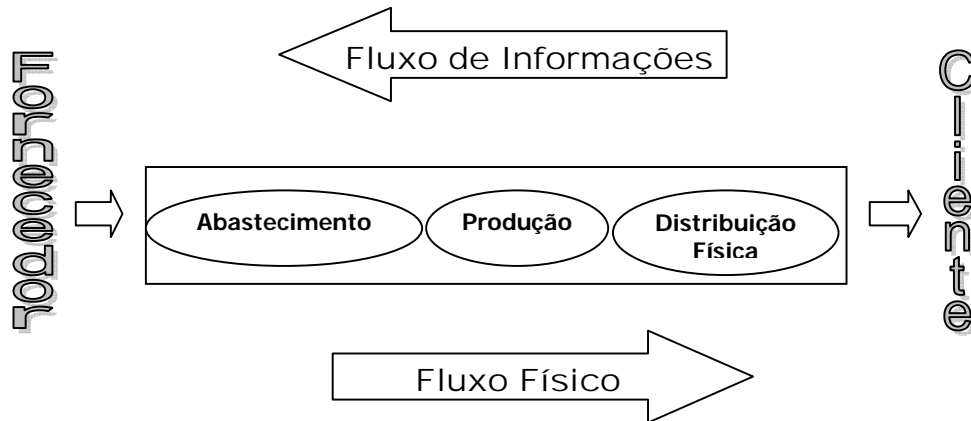 Fluxo de Informações
Fornecedor
Cliente
Abastecimento
Produção
Distribuição
Física
Fluxo Físico